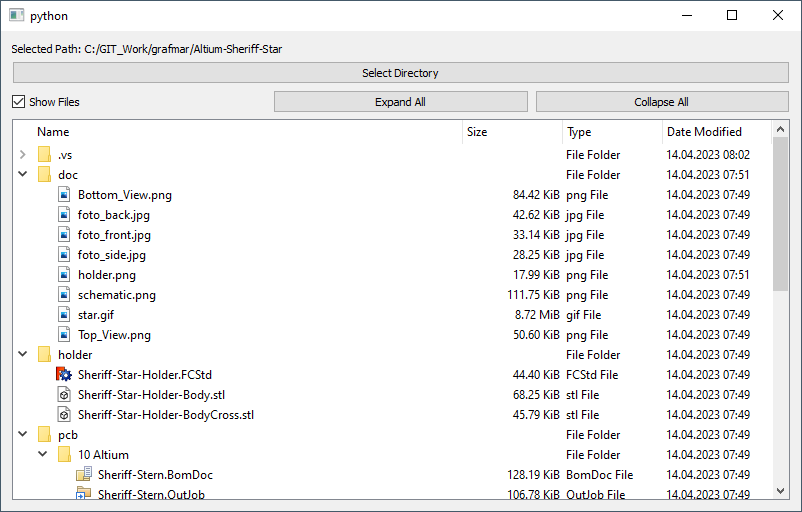 python
Selected Path: C:/GIT_Work/grafmar/Altium-Sheriff-Star
Select Directory
Show Files Expand All Collapse All
Name Size Type Date Modified
.vs File Folder 14.04.2023 08:02
doc File Folder 14.04.2023 07:51
Bottom_View.png 84.42 KiB png File 14.04.2023 07:49
foto_back.jpg 42.62 KiB jpg File 14.04.2023 07:49
foto_front.jpg 33.14 KiB jpg File 14.04.2023 07:49
foto_side.jpg 28.25 KiB jpg File 14.04.2023 07:49
holder.png 17.99 KiB png File 14.04.2023 07:51
schematic.png 111.75 KiB png File 14.04.2023 07:49
star.gif 8.72 MiB gif File 14.04.2023 07:49
Top_View.png 50.60 KiB png File 14.04.2023 07:49
holder File Folder 14.04.2023 07:49
Sheriff-Star-Holder.FCStd 44.40 KiB FCStd File 14.04.2023 07:49
Sheriff-Star-Holder-Body.stl 68.25 KiB stl File 14.04.2023 07:49
Sheriff-Star-Holder-BodyCross.stl 45.79 KiB stl File 14.04.2023 07:49
pcb File Folder 14.04.2023 07:49
10 Altium File Folder 14.04.2023 07:49
Sheriff-Stern.BomDoc 128.19 KiB BomDoc File 14.04.2023 07:49
Sheriff-Stern.OutJob 106.78 KiB OutJob File 14.04.2023 07:49